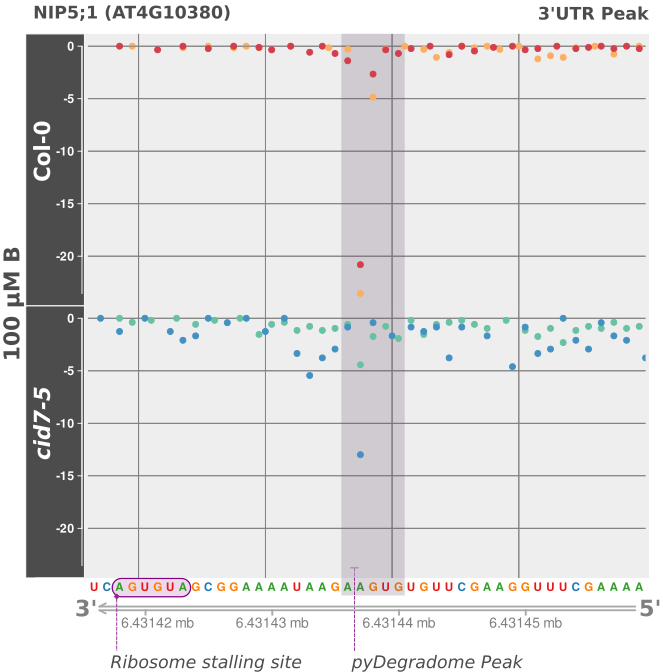 NIP5;1 (AT4G10380)
3'UTR Peak
100 µM B
Col-0
0
-5
-10
-15
-20
cid7-5
0
-5
-10
-15
-20
U C A G U G U A G C G G A A A A U A A G A A G U G U G U U C G A A G G U U U C G A A A A
3' 5'
6.43142 mb 6.43143 mb 6.43144 mb 6.43145 mb
Ribosome stalling site pyDegradome Peak